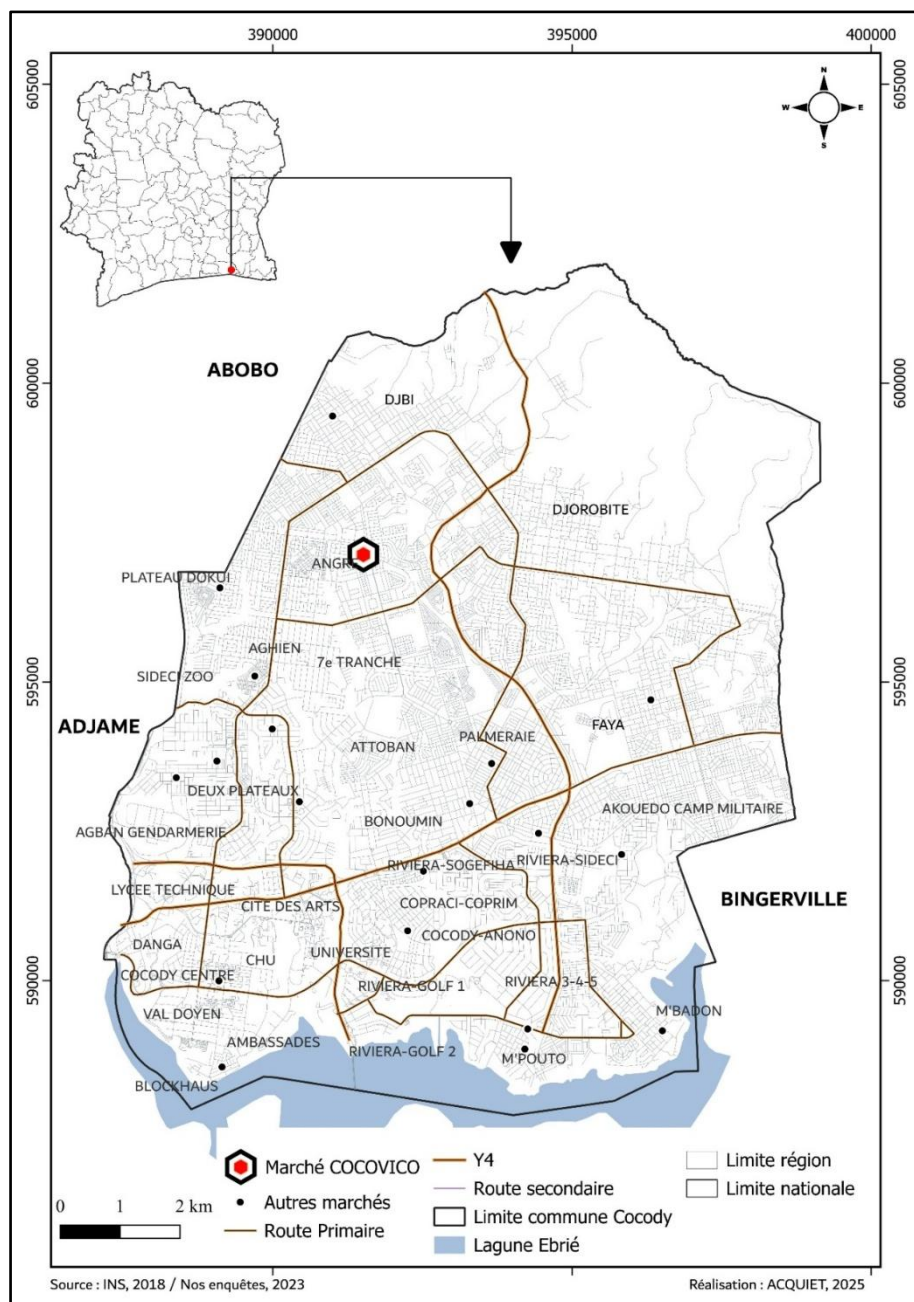 390000 395000 400000
605000 605000
N
W E
S
ABOBO
600000 600000
DJBI
DJOROBITE
ANGRE
PLATEAU DOKUI
AGHIEN
7e TRANCHE
SIDECI ZOO
595000 595000
ADJAME
FAYA
PALMERAIE
ATTOBAN
DEUX PLATEAUX
AKOUEDO CAMP MILITAIRE
BONOUMIN
AGBAN GENDARMERIE
RIVIERA-SOGEFIHA
RIVIERA-SIDECI
LYCEE TECHNIQUE
CITE DES ARTS
COPRACI-COPRIM
BINGERVILLE
COCODY-ANONO
DANGA
UNIVERSITE
CHU
COCODY CENTRE
RIVIERA-GOLF 1
RIVIERA 3-4-5
590000 590000
VAL DOYEN
M'BADON
AMBASSADES
RIVIERA-GOLF 2
M'POUTO
BLOCKHAUS
Marché COCOVICO
Autres marchés
Route Primaire
Y4
Route secondaire
Limite commune Cocody
Lagune Ebrié
Limite région
Limite nationale
0 1 2 km
Source : INS, 2018 / Nos enquêtes, 2023
Réalisation : ACQUIET, 2025
390000 395000